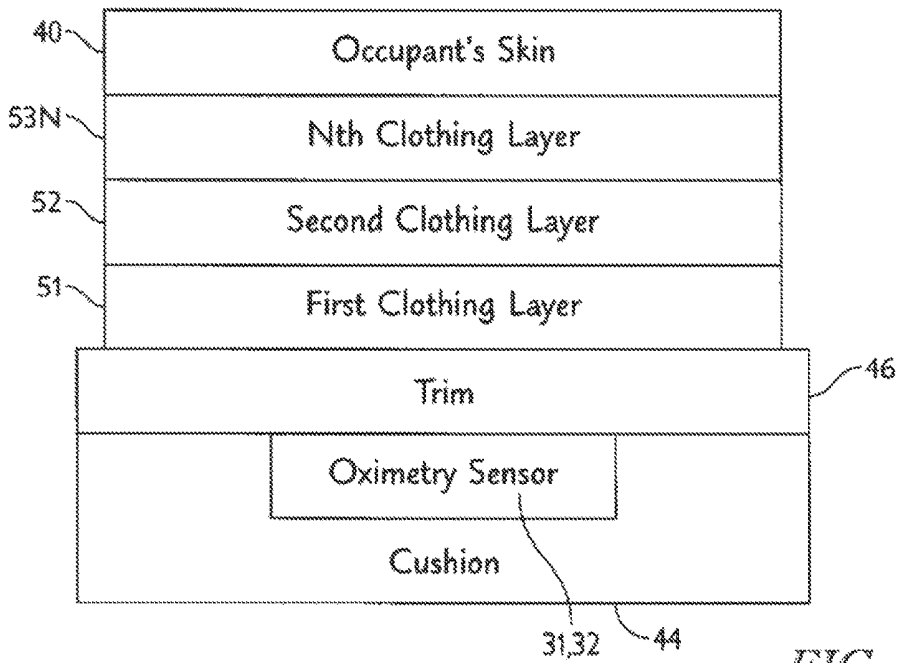 40
Occupant's Skin
53N
Nth Clothing Layer
52
Second Clothing Layer
51
First Clothing Layer
Trim
46
Oximetry Sensor
Cushion
31,32
44
FIG